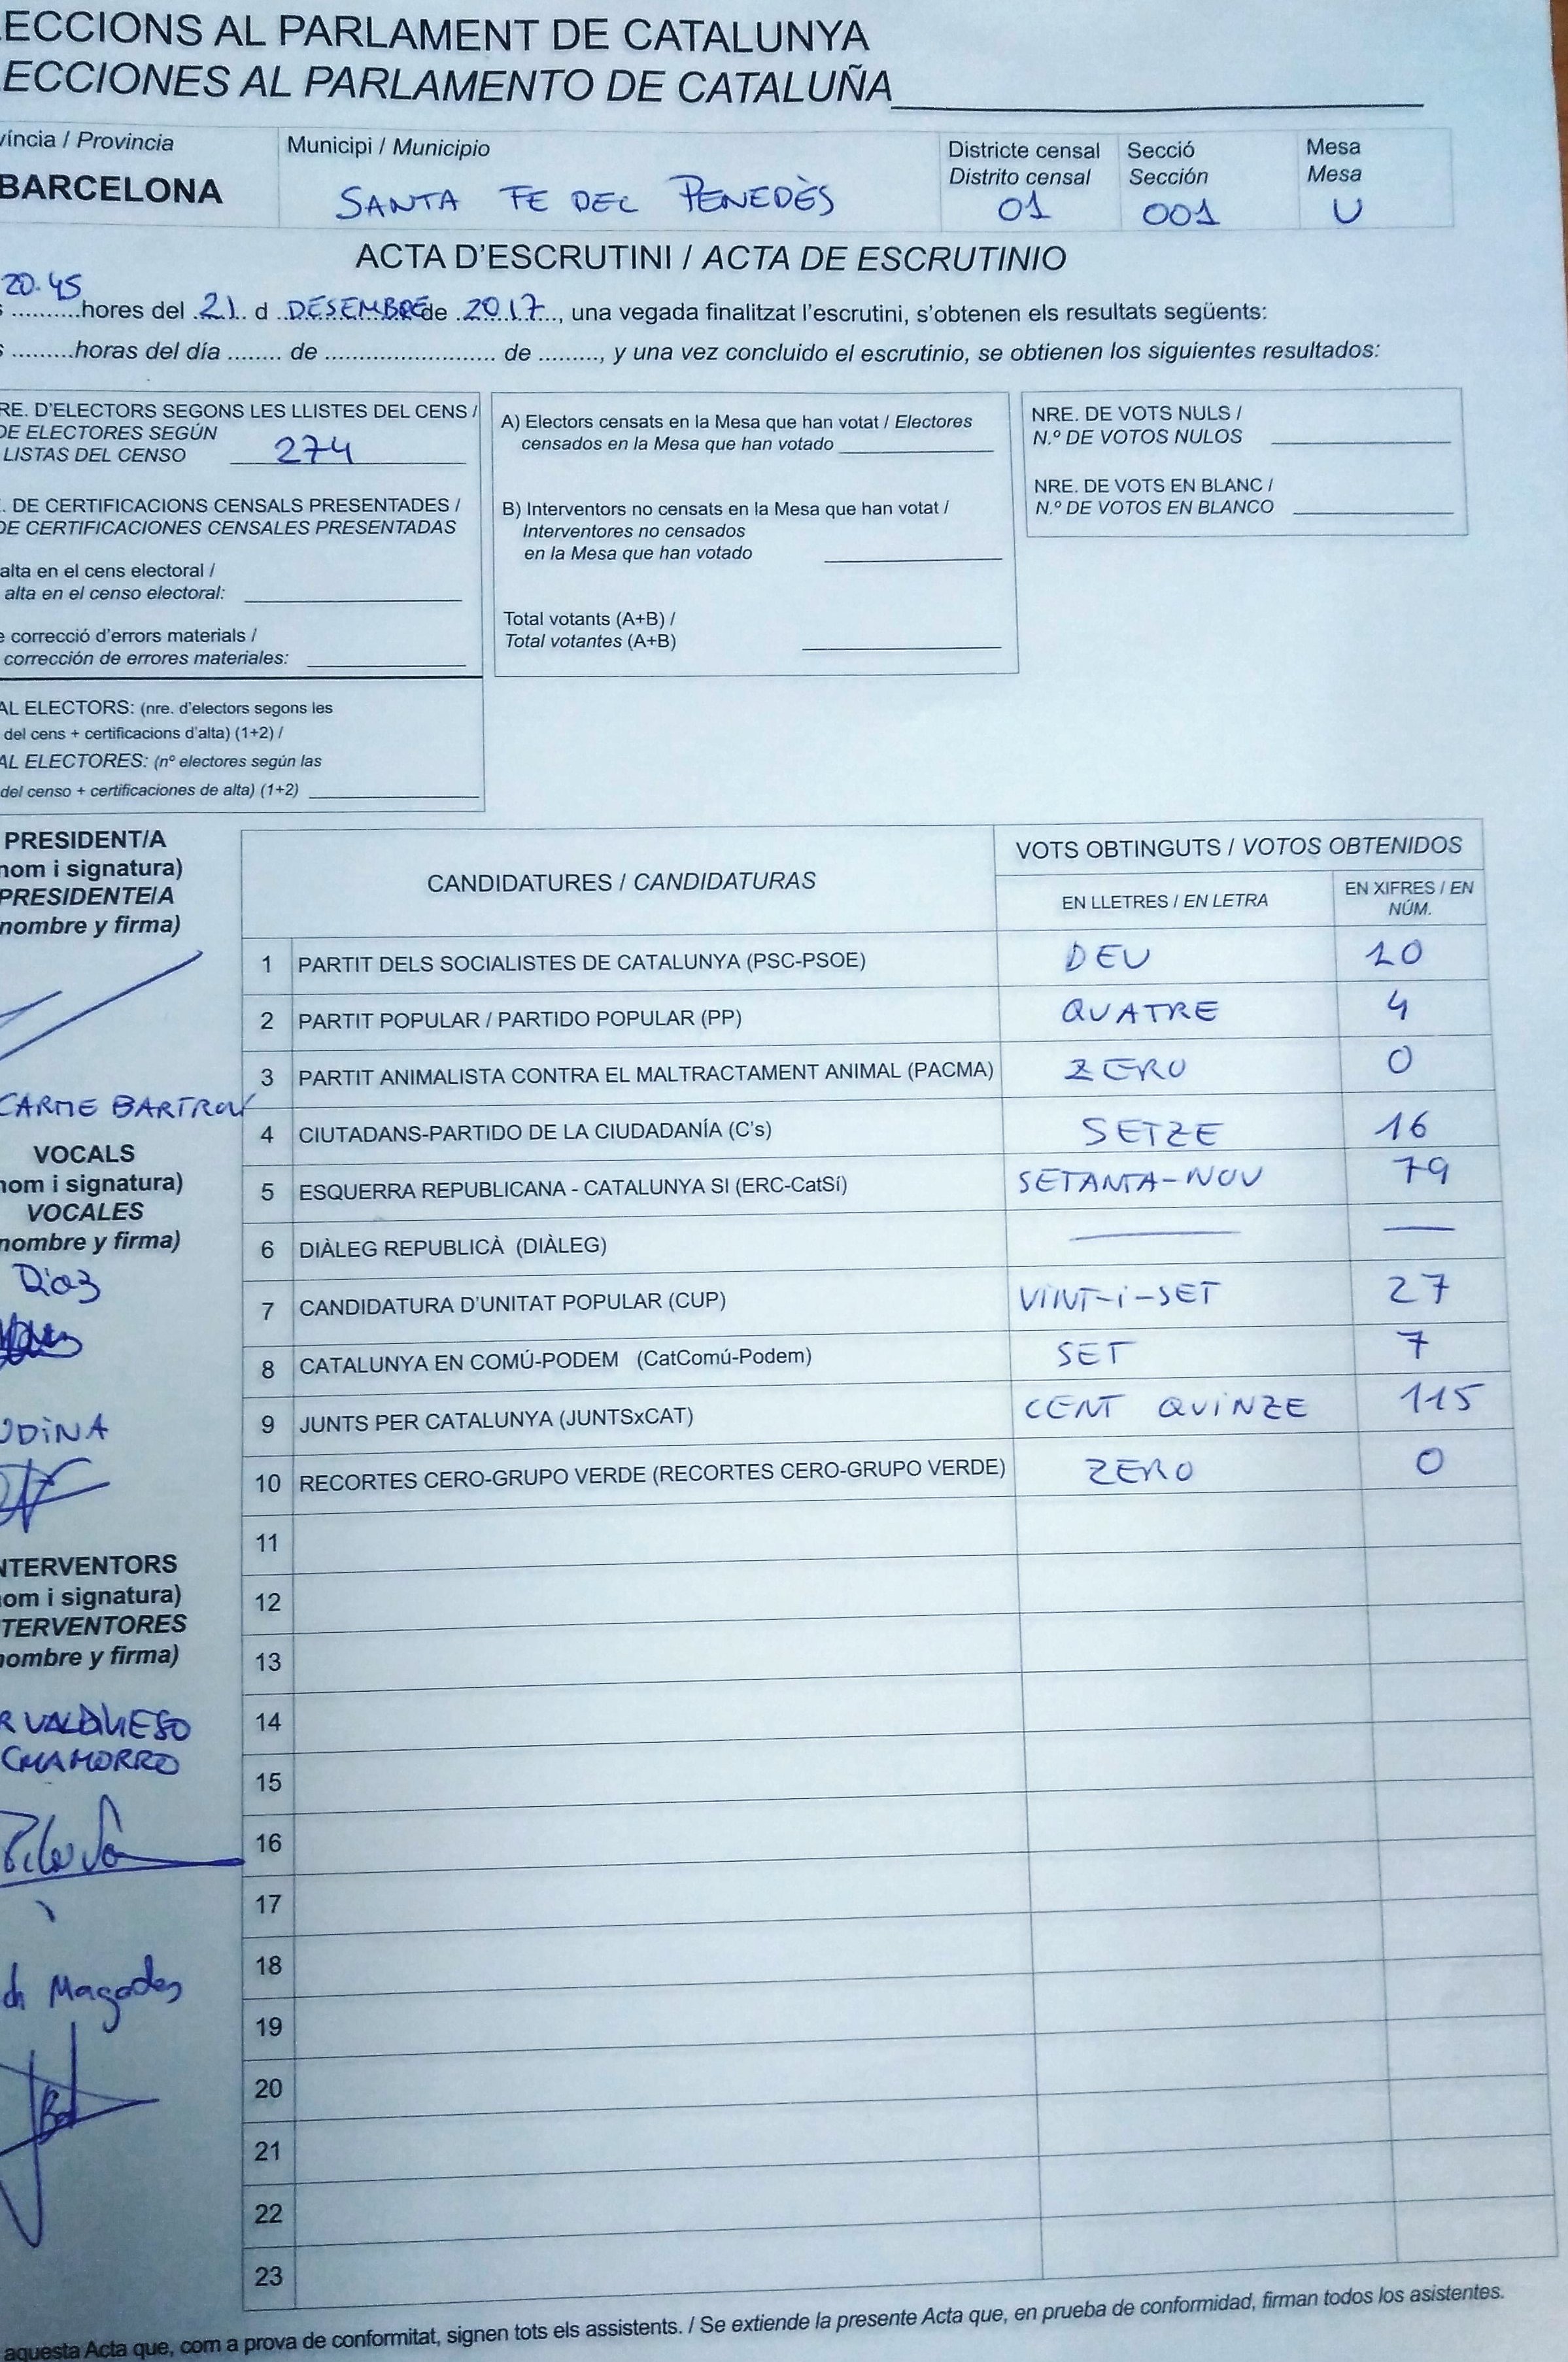 ECCIONS AL PARLAMENT DE CATALUNYA
ECCIONES AL PARLAMENTO DE CATALUÑA
víncia / Provincia
BARCELONA
Municipi / Municipio
SANTA FE DEL PENEDÈS
Districte censal
Distrito censal
01
Secció
Sección
001
Mesa
Mesa
U
ACTA D'ESCRUTINI / ACTA DE ESCRUTINIO
20.45
s ..........hores del 21 d DESEMBRE de 2017, una vegada finalitzat l'escrutini, s'obtenen els resultats següents:
s .........horas del día ........ de ......................... de ........., y una vez concluido el escrutinio, se obtienen los siguientes resultados:
RE. D'ELECTORS SEGONS LES LLISTES DEL CENS /
DE ELECTORES SEGÚN
LISTAS DEL CENSO 274
. DE CERTIFICACIONS CENSALS PRESENTADES /
DE CERTIFICACIONES CENSALES PRESENTADAS
alta en el cens electoral /
alta en el censo electoral:
e correcció d'errors materials /
corrección de errores materiales:
AL ELECTORS: (nre. d'electors segons les
del cens + certificacions d'alta) (1+2) /
AL ELECTORES: (nº electores según las
del censo + certificaciones de alta) (1+2)
A) Electors censats en la Mesa que han votat / Electores
censados en la Mesa que han votado
B) Interventors no censats en la Mesa que han votat /
Interventores no censados
en la Mesa que han votado
Total votants (A+B) /
Total votantes (A+B)
NRE. DE VOTS NULS /
N.º DE VOTOS NULOS
NRE. DE VOTS EN BLANC /
N.º DE VOTOS EN BLANCO
PRESIDENT/A
nom i signatura)
PRESIDENTE/A
nombre y firma)
CARME BARTROV
VOCALS
nom i signatura)
VOCALES
nombre y firma)
Diaz
UDINA
NTERVENTORS
om i signatura)
TERVENTORES
nombre y firma)
R VALDIVIESO
CHAMORRO
CANDIDATURES / CANDIDATURAS
VOTS OBTINGUTS / VOTOS OBTENIDOS
EN LLETRES / EN LETRA
EN XIFRES / EN
NÚM.
1 PARTIT DELS SOCIALISTES DE CATALUNYA (PSC-PSOE) DEU 10
2 PARTIT POPULAR / PARTIDO POPULAR (PP) QUATRE 4
3 PARTIT ANIMALISTA CONTRA EL MALTRACTAMENT ANIMAL (PACMA) ZERO 0
4 CIUTADANS-PARTIDO DE LA CIUDADANÍA (C's) SETZE 16
5 ESQUERRA REPUBLICANA - CATALUNYA SI (ERC-CatSí) SETANTA-NOU 79
6 DIÀLEG REPUBLICÀ (DIÀLEG) — —
7 CANDIDATURA D'UNITAT POPULAR (CUP) VINT-i-SET 27
8 CATALUNYA EN COMÚ-PODEM (CatComú-Podem) SET 7
9 JUNTS PER CATALUNYA (JUNTSxCAT) CENT QUINZE 115
10 RECORTES CERO-GRUPO VERDE (RECORTES CERO-GRUPO VERDE) ZERO 0
11
12
13
14
15
16
17
18
19
20
21
22
23
aquesta Acta que, com a prova de conformitat, signen tots els assistents. / Se extiende la presente Acta que, en prueba de conformidad, firman todos los asistentes.